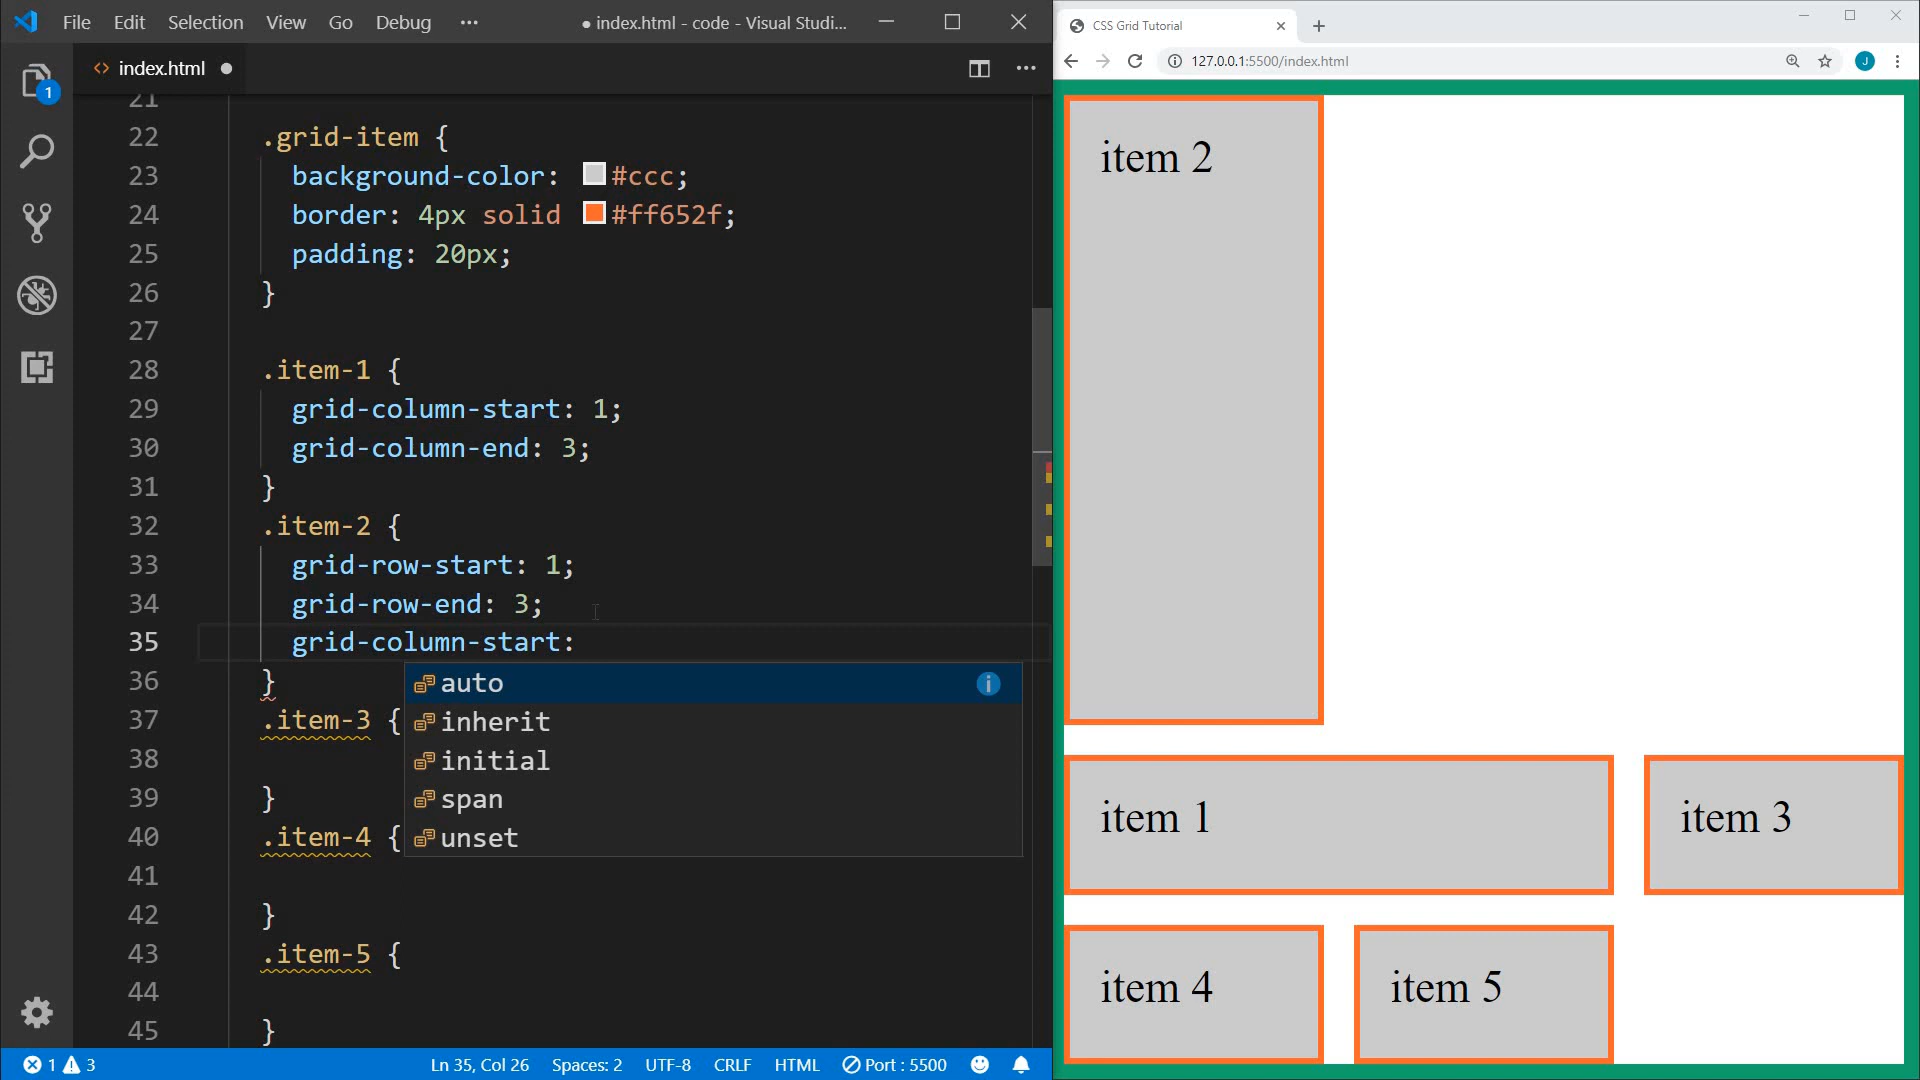 File Edit Selection View Go Debug ··· ● index.html - code - Visual Studi...
index.html ●
1
21
22 .grid-item {
23 background-color: #ccc;
24 border: 4px solid #ff652f;
25 padding: 20px;
26 }
27
28 .item-1 {
29 grid-column-start: 1;
30 grid-column-end: 3;
31 }
32 .item-2 {
33 grid-row-start: 1;
34 grid-row-end: 3;
35 grid-column-start:
36 }
auto
37 .item-3 {
inherit
38
initial
39 }
span
40 .item-4 {
unset
41
42 }
43 .item-5 {
44
45 }
1 3 Ln 35, Col 26 Spaces: 2 UTF-8 CRLF HTML Port : 5500
CSS Grid Tutorial
127.0.0.1:5500/index.html
J
item 2
item 1
item 3
item 4
item 5